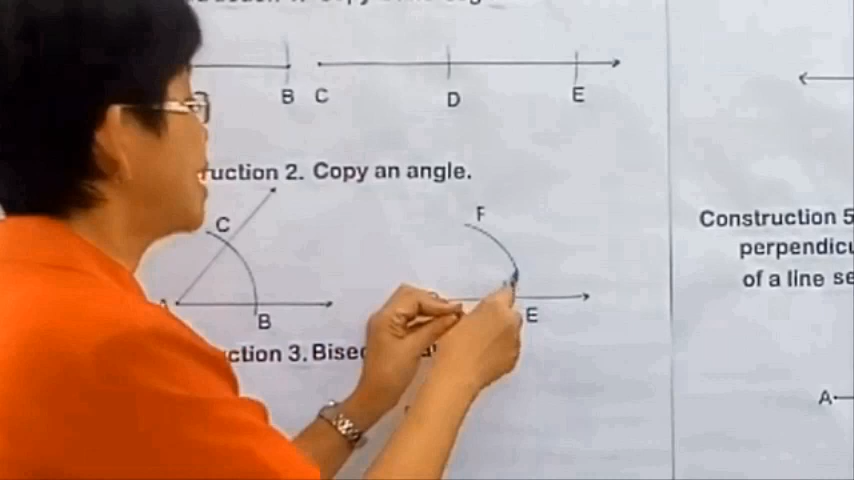 B C D E
ruction 2. Copy an angle.
C F
B E
ction 3. Bise
Construction 5
perpendicu
of a line se
A